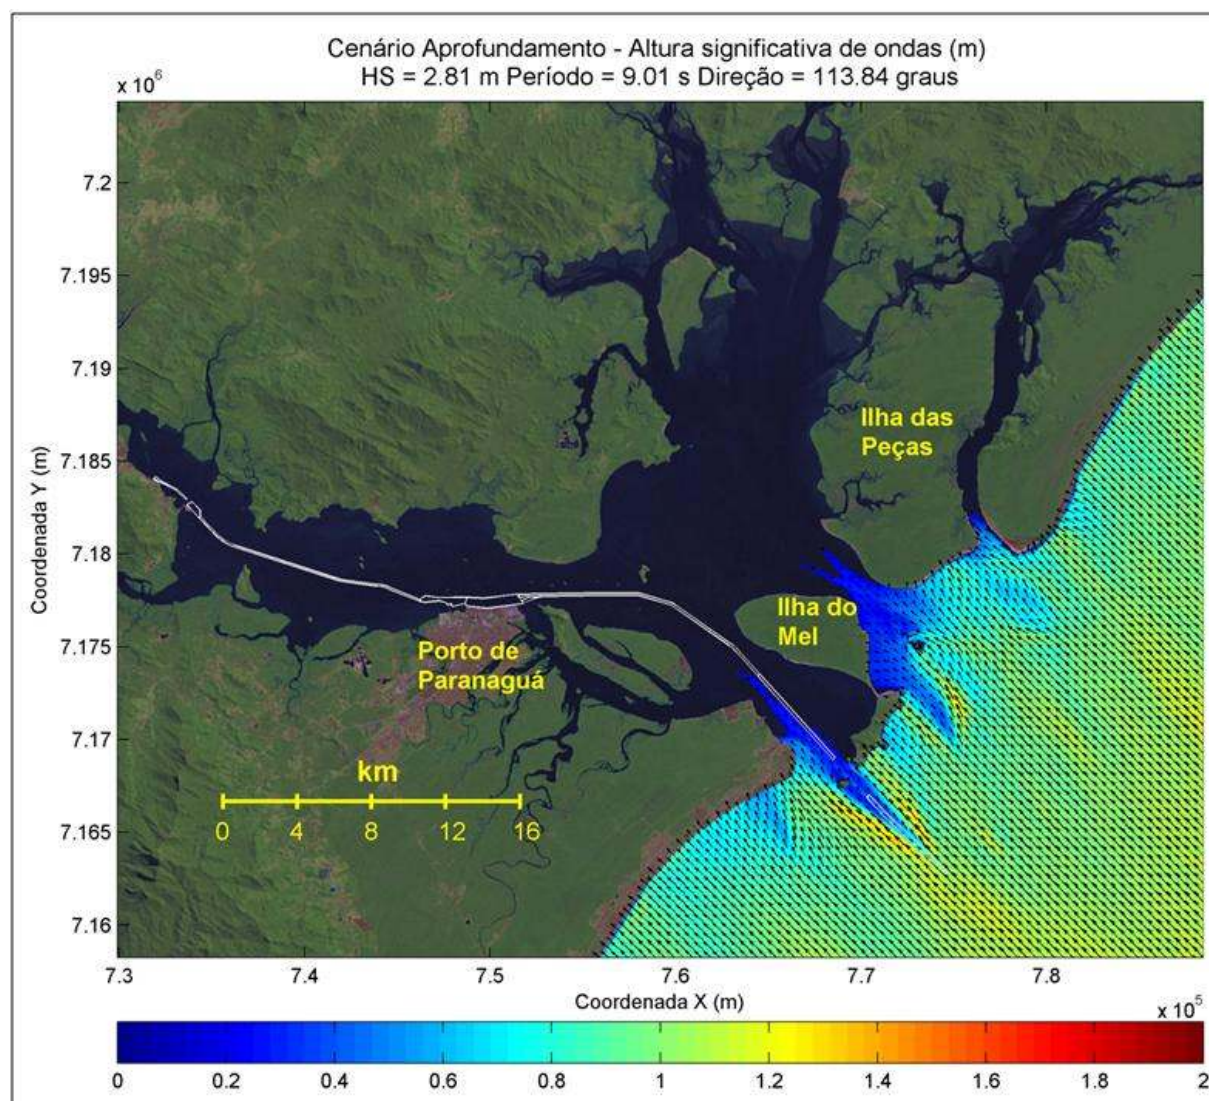 Cenário Aprofundamento - Altura significativa de ondas (m)
HS = 2.81 m Período = 9.01 s Direção = 113.84 graus
x 10⁶
7.2
7.195
7.19
7.185
7.18
7.175
7.17
7.165
7.16
Coordenada Y (m)
Ilha das
Peças
Ilha do
Mel
Porto de
Paranaguá
km
0 4 8 12 16
7.3 7.4 7.5 7.6 7.7 7.8
Coordenada X (m)
x 10⁵
0 0.2 0.4 0.6 0.8 1 1.2 1.4 1.6 1.8 2